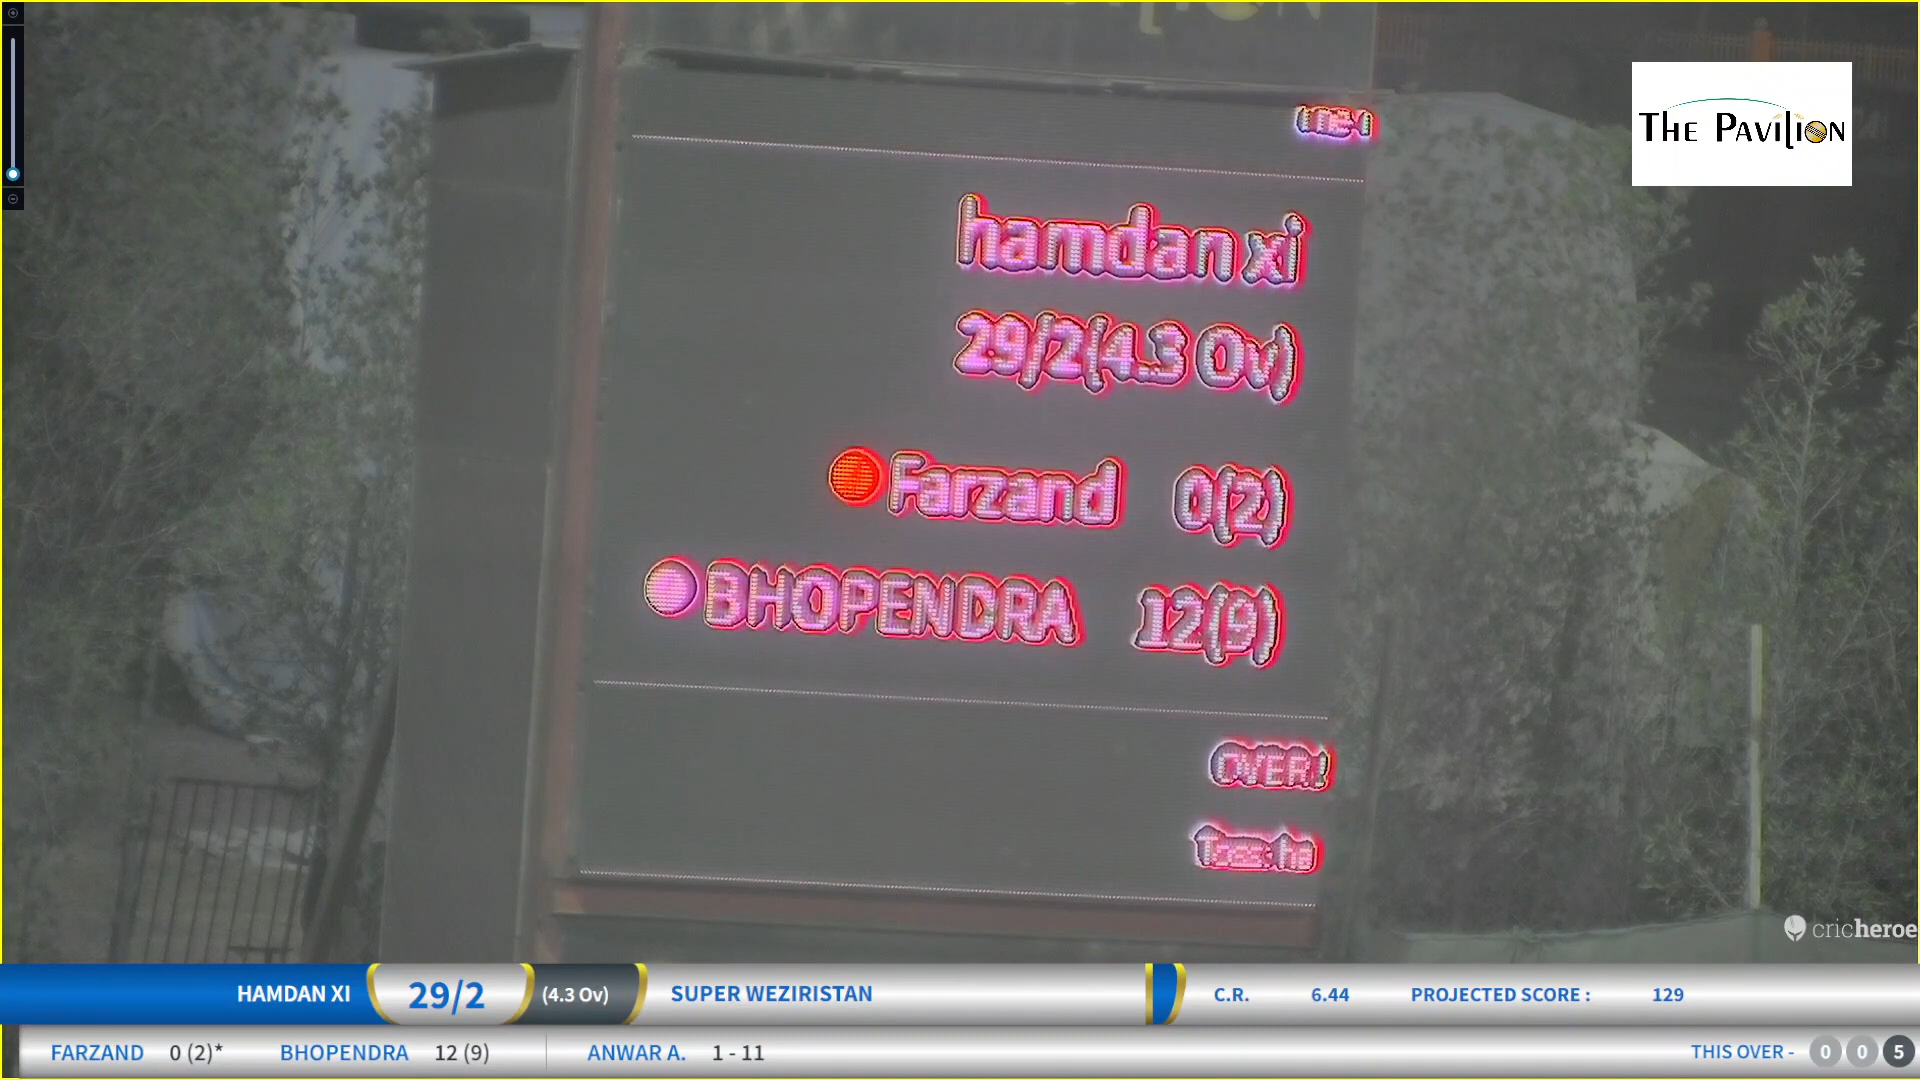 The Pavilion
hamdan xi
29/2(4.3 Ov)
Farzand 0(2)
BHOPENDRA 12(9)
OVER!
cricheroe
HAMDAN XI 29/2 (4.3 Ov) SUPER WEZIRISTAN C.R. 6.44 PROJECTED SCORE : 129
FARZAND 0 (2)* BHOPENDRA 12 (9) ANWAR A. 1 - 11 THIS OVER - 0 0 5